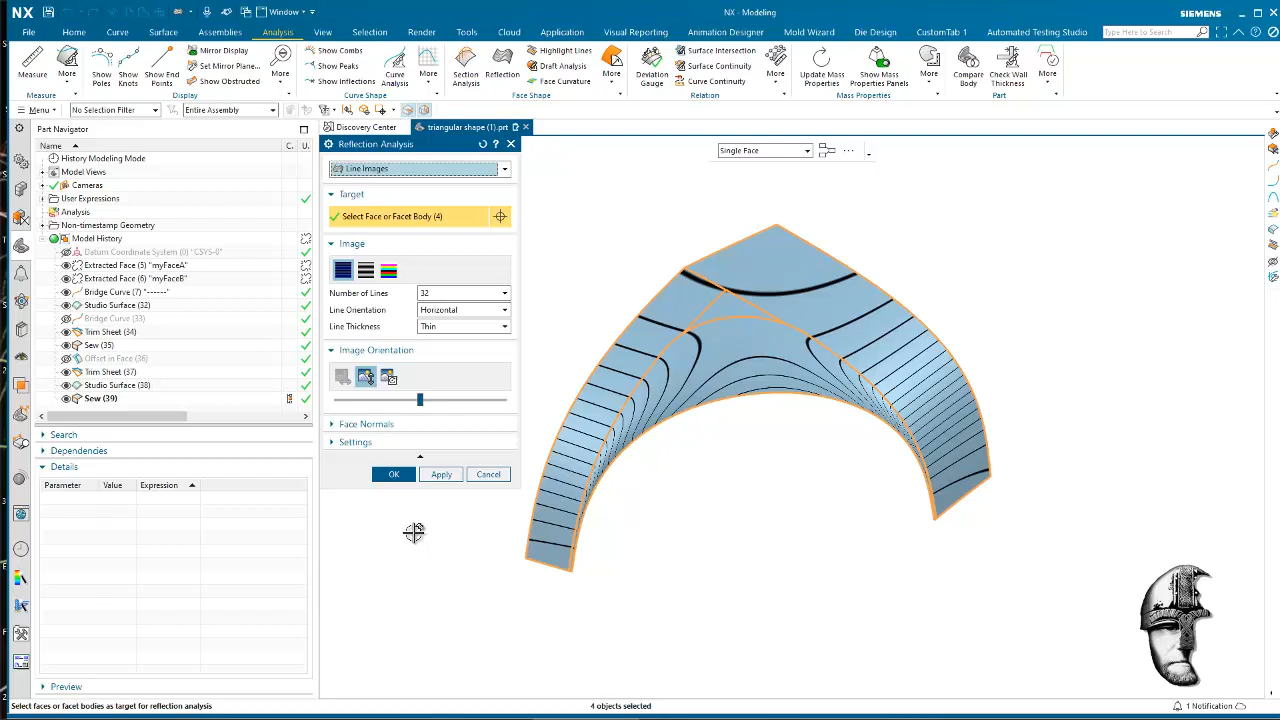 NX Window NX - Modeling SIEMENS
File Home Curve Surface Assemblies Analysis View Selection Render Tools Cloud Application Visual Reporting Animation Designer Mold Wizard Die Design CustomTab 1 Automated Testing Studio Type Here to Search
Measure More Show Poles Show Knots Show End Points Mirror Display Set Mirror Plane... Show Obstructed More Show Combs Show Peaks Show Inflections Curve Analysis More Section Analysis Reflection Highlight Lines Draft Analysis Face Curvature More Deviation Gauge Surface Intersection Surface Continuity Curve Continuity More Update Mass Properties Show Mass Properties Panels More Compare Body Check Wall Thickness More
Measure Display Curve Shape Face Shape Relation Mass Properties Part
Menu No Selection Filter Entire Assembly
Part Navigator
Discovery Center triangular shape (1).prt
Name C. U.
History Modeling Mode
Model Views
Cameras
User Expressions
Analysis
Non-timestamp Geometry
Model History
Datum Coordinate System (0) "CSYS-0"
Extracted Face (5) "myFaceA"
Extracted Face (6) "myFaceB"
Bridge Curve (7) "------"
Studio Surface (32)
Bridge Curve (33)
Trim Sheet (34)
Sew (35)
Offset in Face (36)
Trim Sheet (37)
Studio Surface (38)
Sew (39)
Search
Dependencies
Details
Parameter Value Expression
Preview
Reflection Analysis
Line Images
Target
Select Face or Facet Body (4)
Image
Number of Lines 32
Line Orientation Horizontal
Line Thickness Thin
Image Orientation
Face Normals
Settings
OK Apply Cancel
Single Face
Select faces or facet bodies as target for reflection analysis 4 objects selected 1 Notification